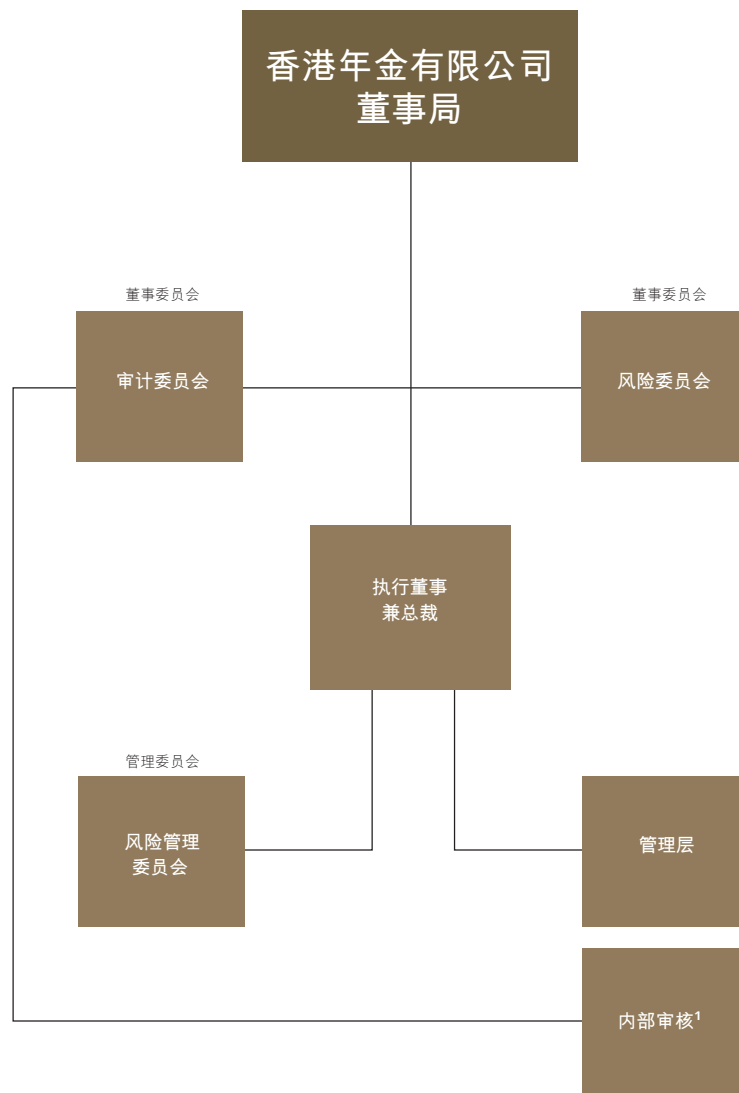 香港年金有限公司
董事局
董事委员会
董事委员会
审计委员会
风险委员会
执行董事
兼总裁
管理委员会
风险管理
委员会
管理层
内部审核¹